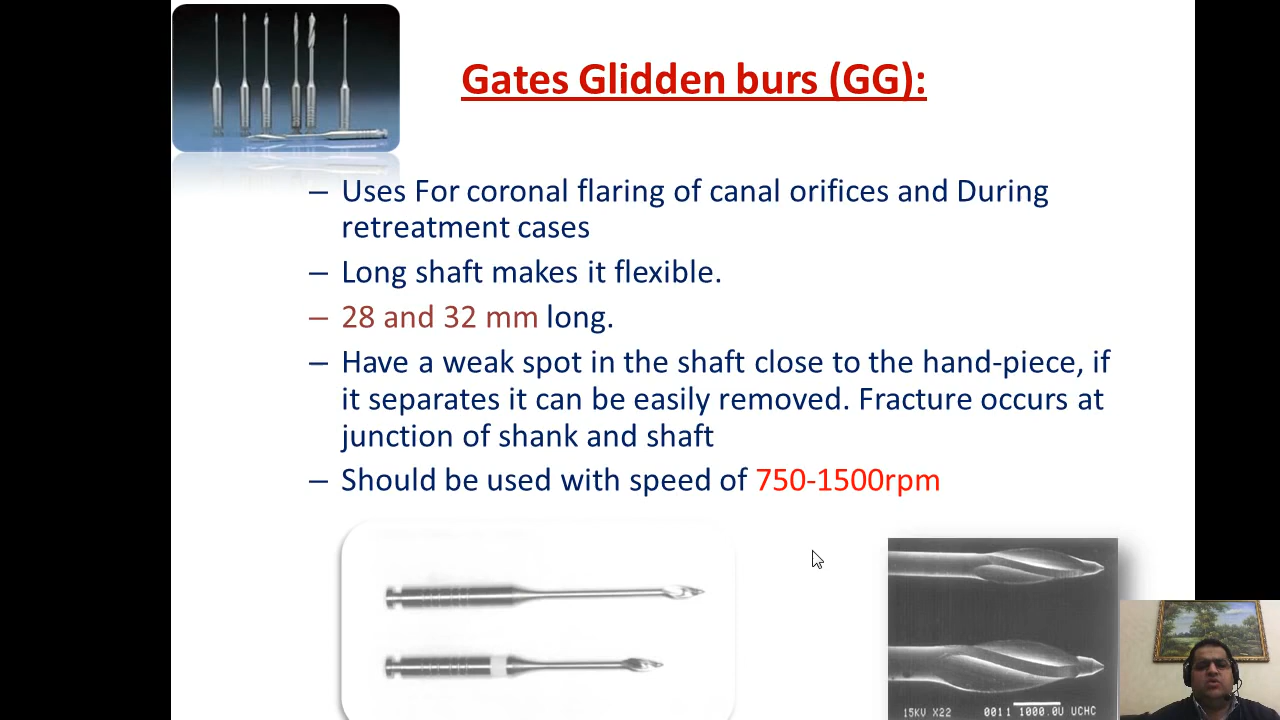 Gates Glidden burs (GG):
– Uses For coronal flaring of canal orifices and During
retreatment cases
– Long shaft makes it flexible.
– 28 and 32 mm long.
– Have a weak spot in the shaft close to the hand-piece, if
it separates it can be easily removed. Fracture occurs at
junction of shank and shaft
– Should be used with speed of 750-1500rpm
15KV X22 0011 1000.0U UCHC